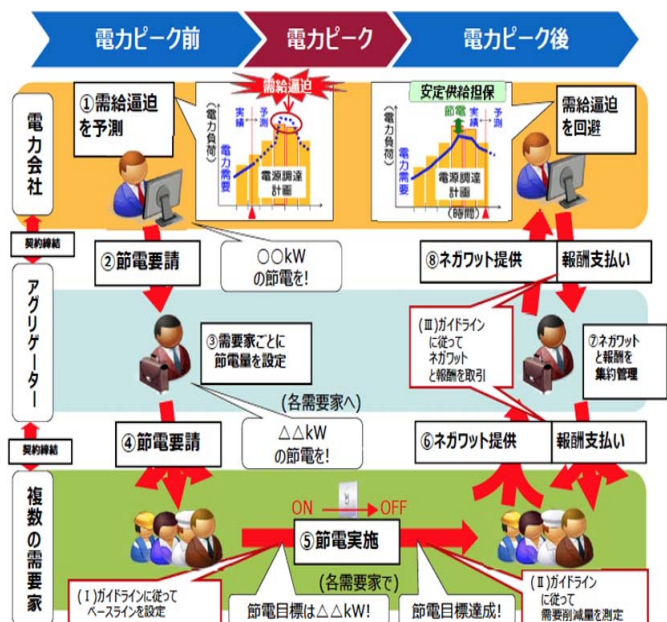 電力ピーク前
電力ピーク
電力ピーク後
電力会社
①需給逼迫
を予測
需給逼迫
(電力負荷)
実績
予測
電力需要
電源調達
計画
安定供給担保
節電
(電力負荷)
実績
予測
電力需要
電源調達
計画
(時間)
需給逼迫
を回避
契約締結
②節電要請
○○kW
の節電を!
⑧ネガワット提供
報酬支払い
アグリゲーター
③需要家ごとに
節電量を設定
(Ⅲ)ガイドライン
に従って
ネガワット
と報酬を取引
⑦ネガワット
と報酬を
集約管理
(各需要家へ)
△△kW
の節電を!
契約締結
④節電要請
⑥ネガワット提供
報酬支払い
複数の需要家
ON
OFF
⑤節電実施
(各需要家で)
(Ⅰ)ガイドラインに従って
ベースラインを設定
節電目標は△△kW!
節電目標達成!
(Ⅱ)ガイドライン
に従って
需要削減量を測定